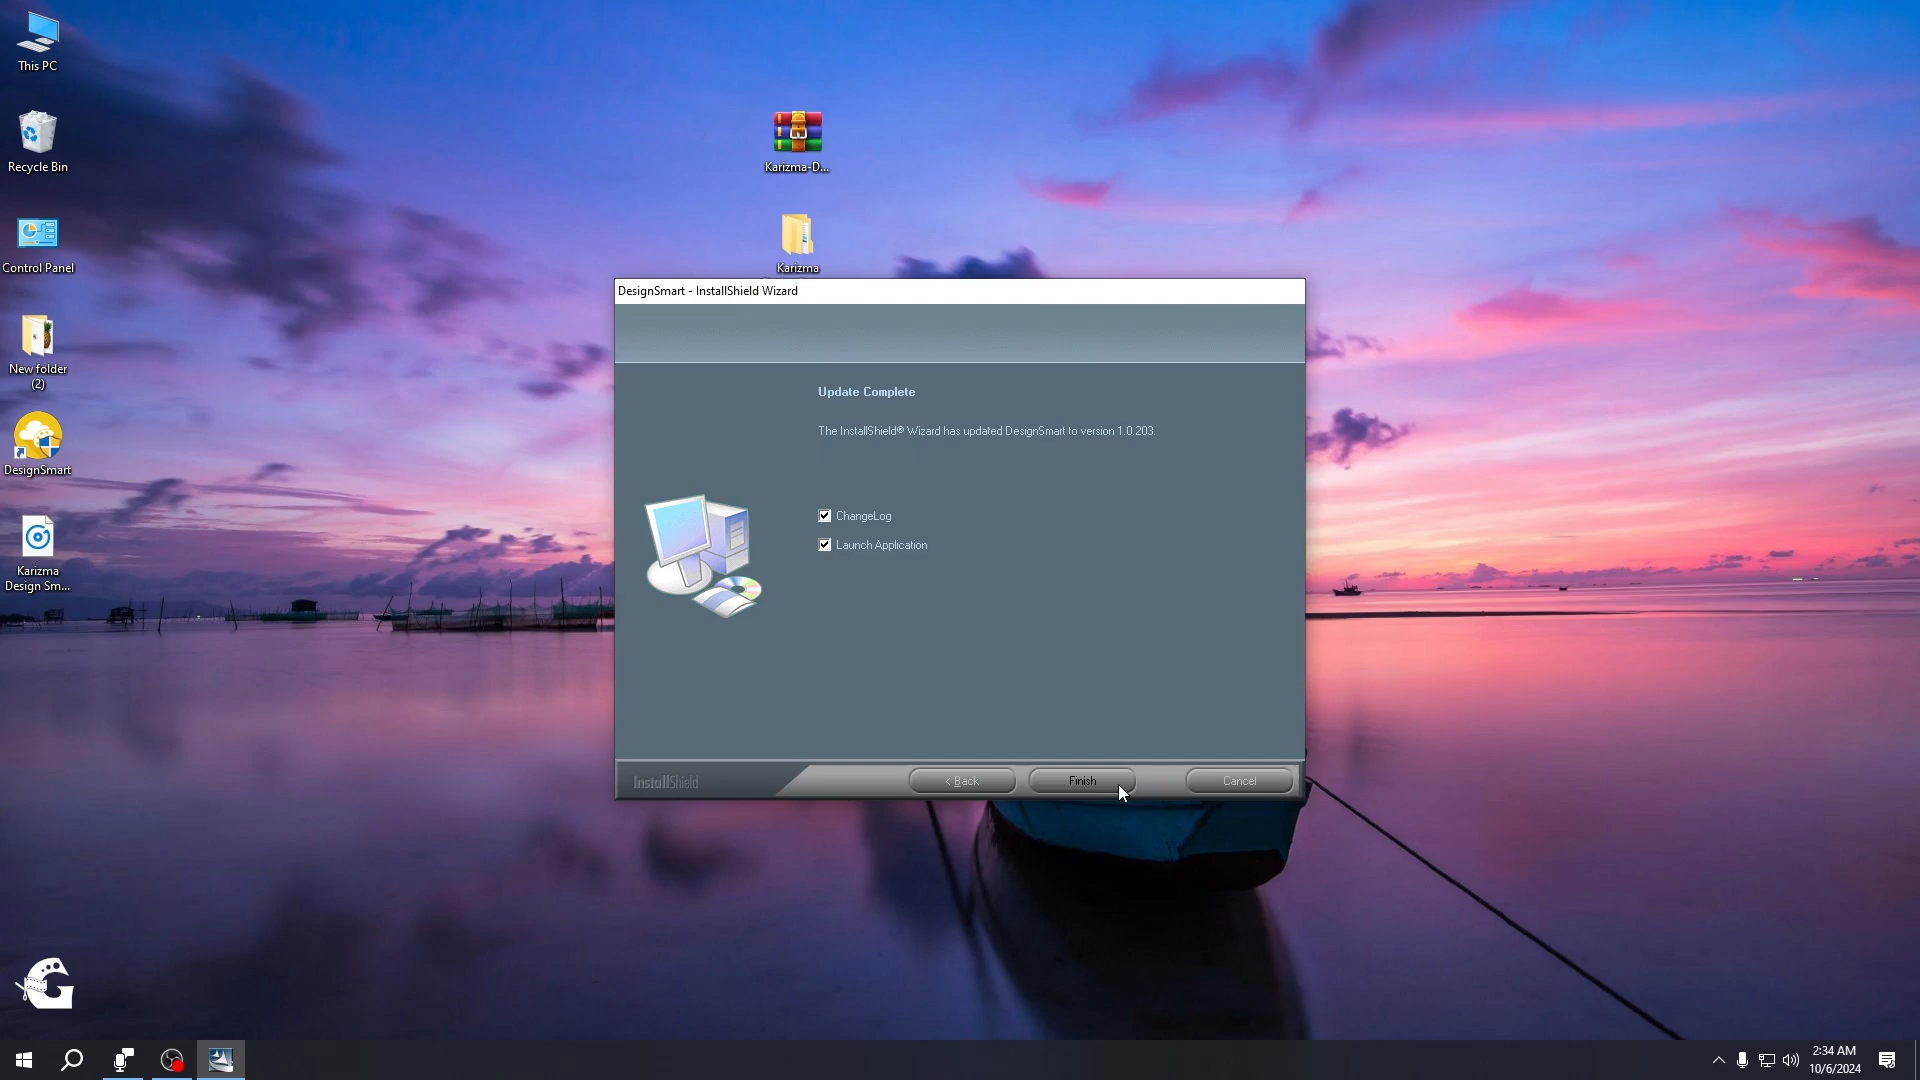 This PC
Recycle Bin
Control Panel
New folder
(2)
DesignSmart
Karizma
Design Sm...
Karizma-D...
Karizma
DesignSmart - InstallShield Wizard
Update Complete
The InstallShield® Wizard has updated DesignSmart to version 1.0.203.
ChangeLog
Launch Application
InstallShield
< Back
Finish
Cancel
2:34 AM
10/6/2024